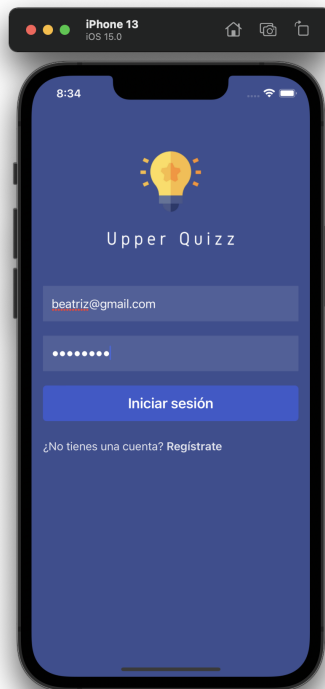 iPhone 13
iOS 15.0
8:34
Upper Quizz
beatriz@gmail.com
••••••••
Iniciar sesión
¿No tienes una cuenta? Regístrate